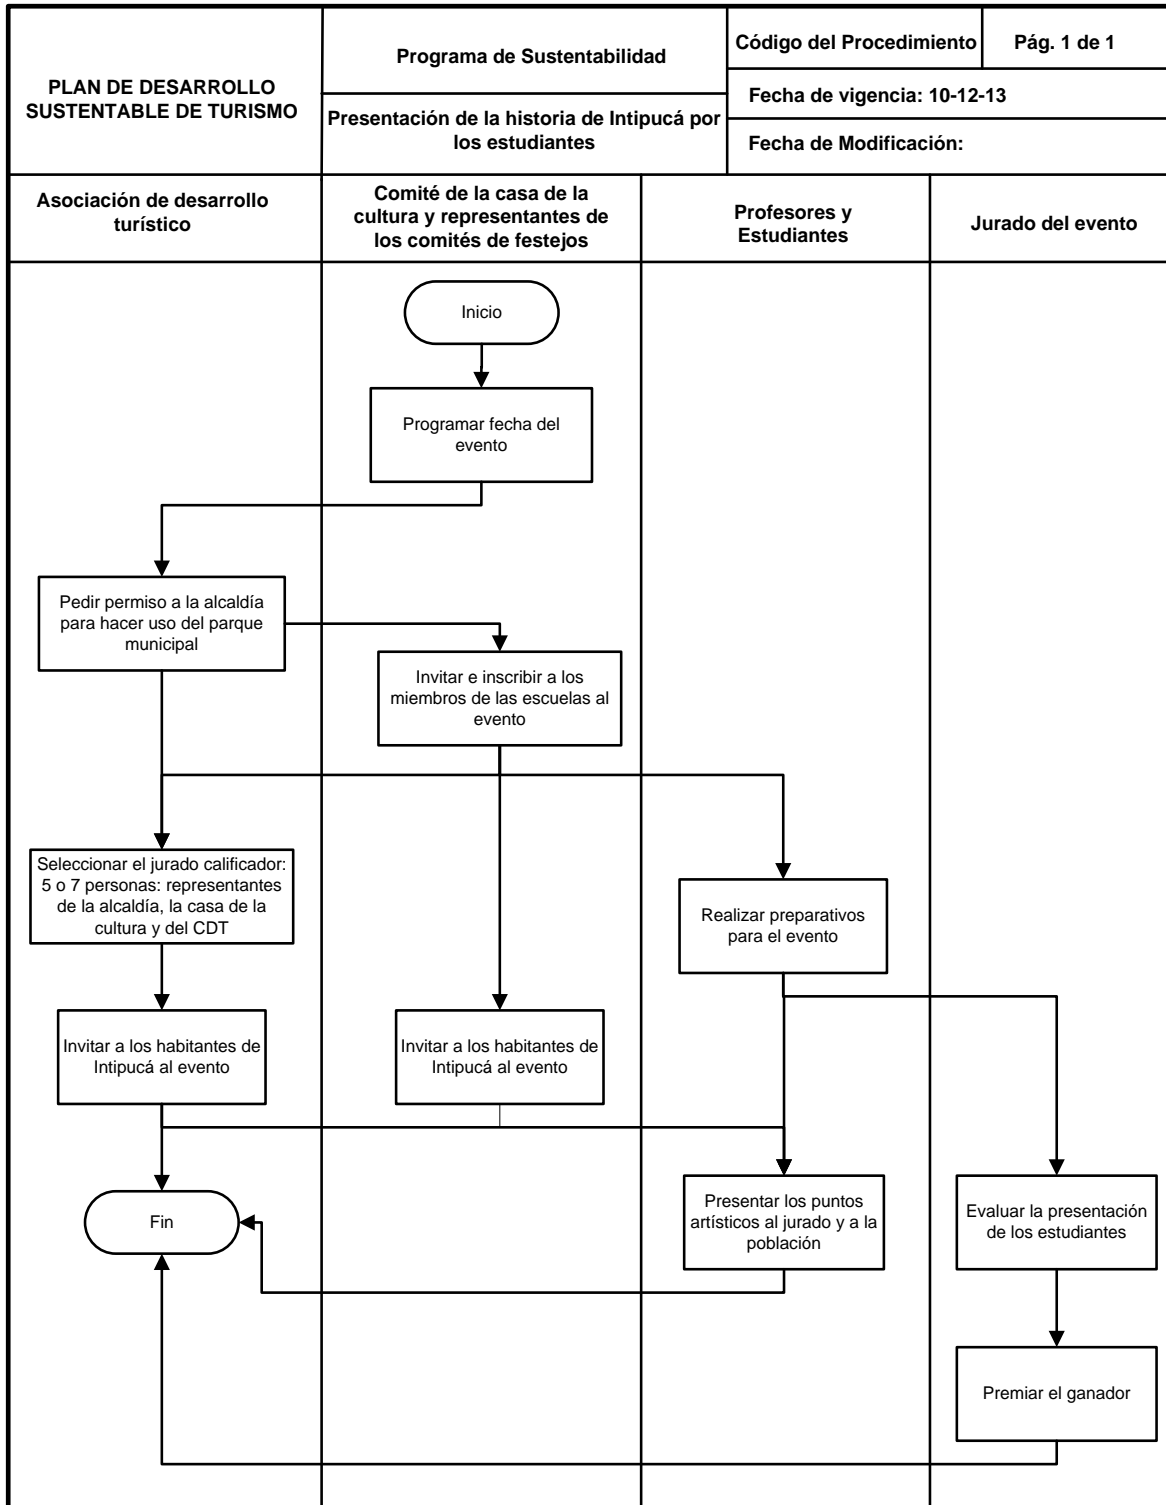 PLAN DE DESARROLLO
SUSTENTABLE DE TURISMO
Programa de Sustentabilidad
Presentación de la historia de Intipucá por
los estudiantes
Código del Procedimiento
Pág. 1 de 1
Fecha de vigencia: 10-12-13
Fecha de Modificación:
Asociación de desarrollo
turístico
Comité de la casa de la
cultura y representantes de
los comités de festejos
Profesores y
Estudiantes
Jurado del evento
Inicio
Programar fecha del
evento
Pedir permiso a la alcaldía
para hacer uso del parque
municipal
Invitar e inscribir a los
miembros de las escuelas al
evento
Seleccionar el jurado calificador:
5 o 7 personas: representantes
de la alcaldía, la casa de la
cultura y del CDT
Realizar preparativos
para el evento
Invitar a los habitantes de
Intipucá al evento
Invitar a los habitantes de
Intipucá al evento
Fin
Presentar los puntos
artísticos al jurado y a la
población
Evaluar la presentación
de los estudiantes
Premiar el ganador